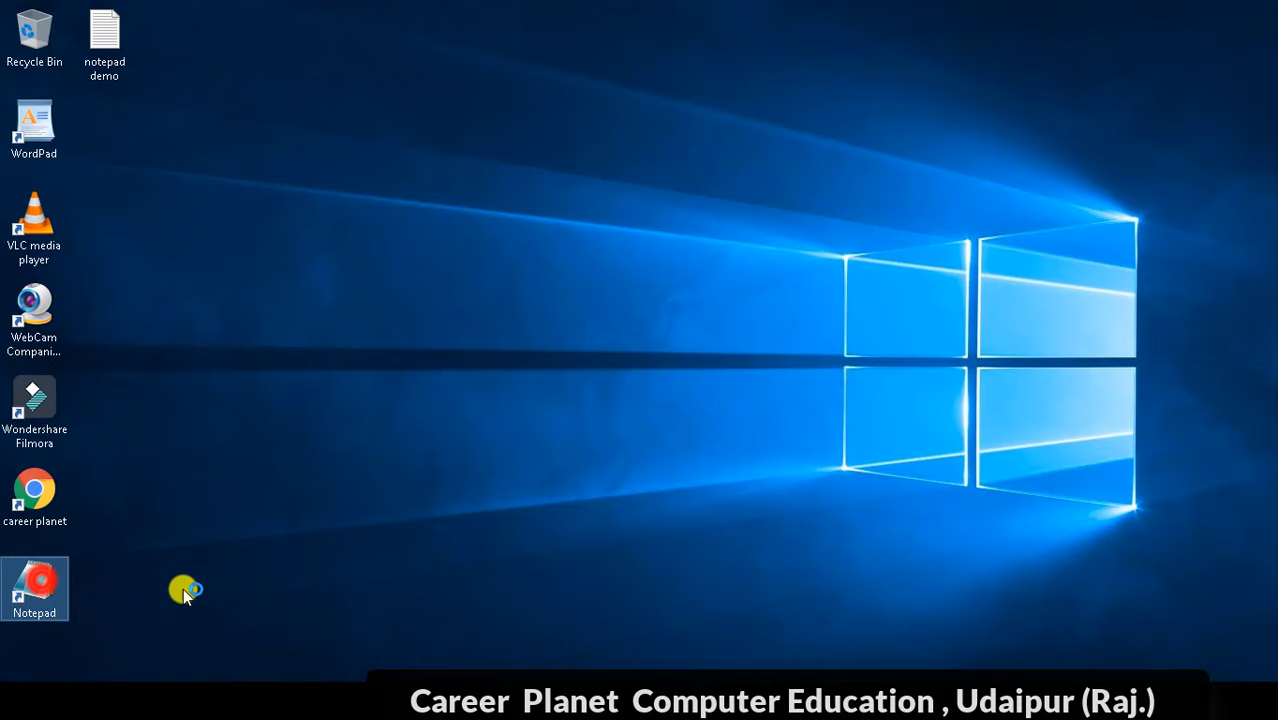 Recycle Bin
notepad
demo
WordPad
VLC media
player
WebCam
Compani...
Wondershare
Filmora
career planet
Notepad
Career Planet Computer Education , Udaipur (Raj.)